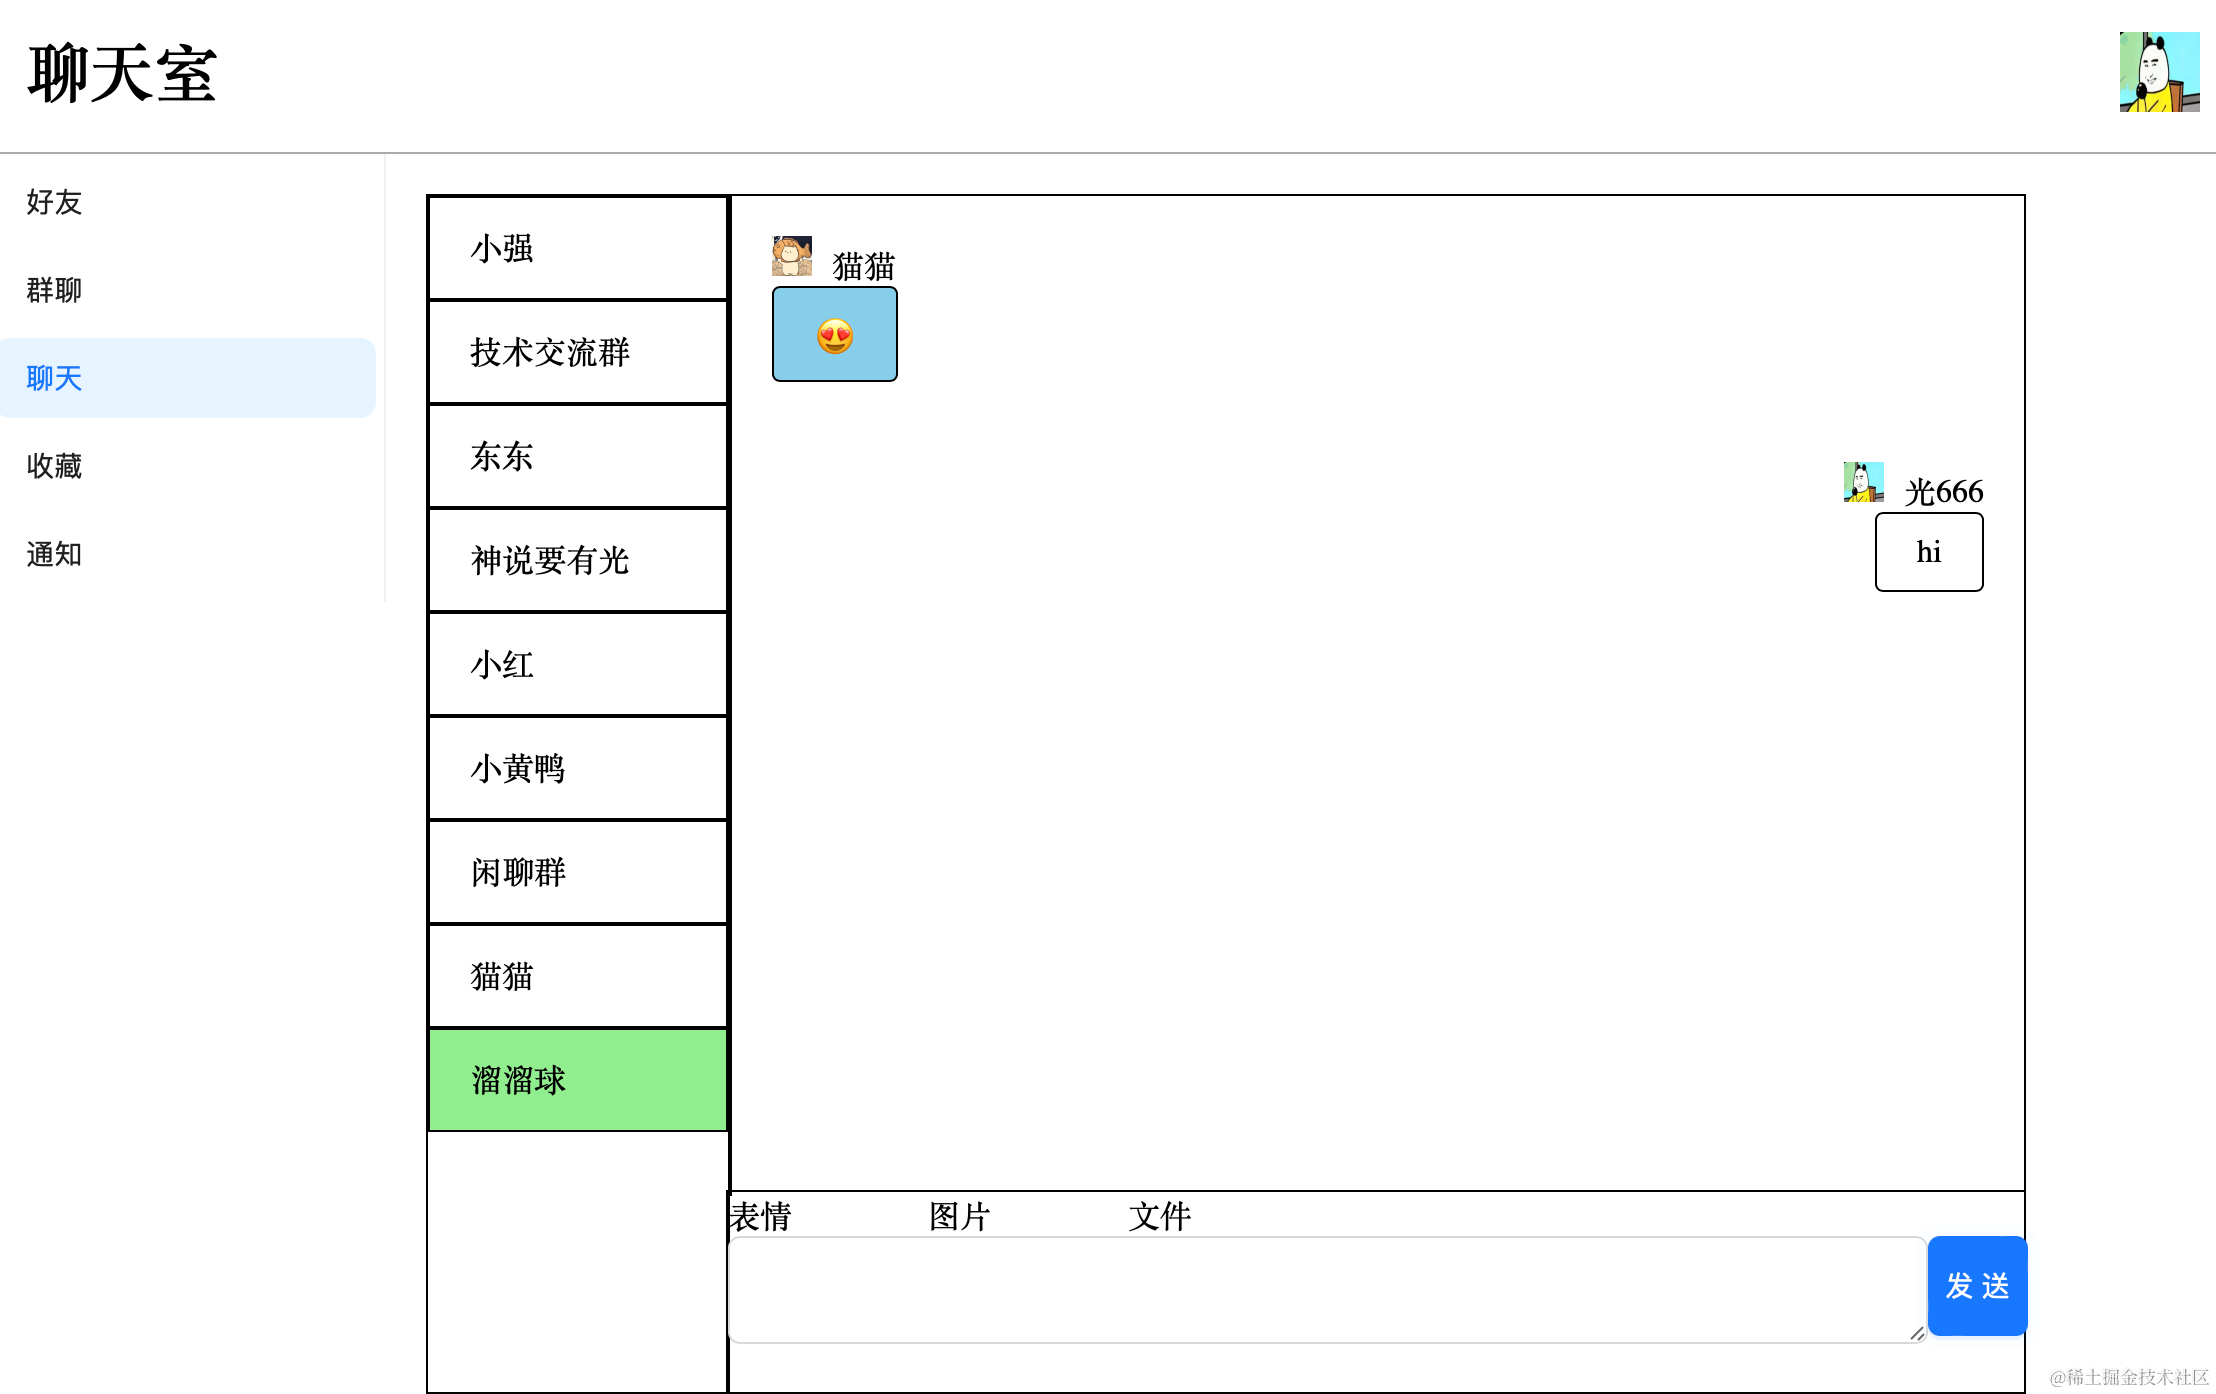 聊天室
好友
群聊
聊天
收藏
通知
小强
技术交流群
东东
神说要有光
小红
小黄鸭
闲聊群
猫猫
溜溜球
猫猫
😍
光666
hi
表情 图片 文件
发 送
@稀土掘金技术社区